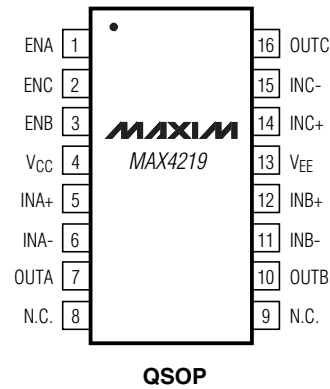 ENA 1 16 OUTC
ENC 2 15 INC-
ENB 3 MAXIM 14 INC+
VCC 4 MAX4219 13 VEE
INA+ 5 12 INB+
INA- 6 11 INB-
OUTA 7 10 OUTB
N.C. 8 9 N.C.
QSOP